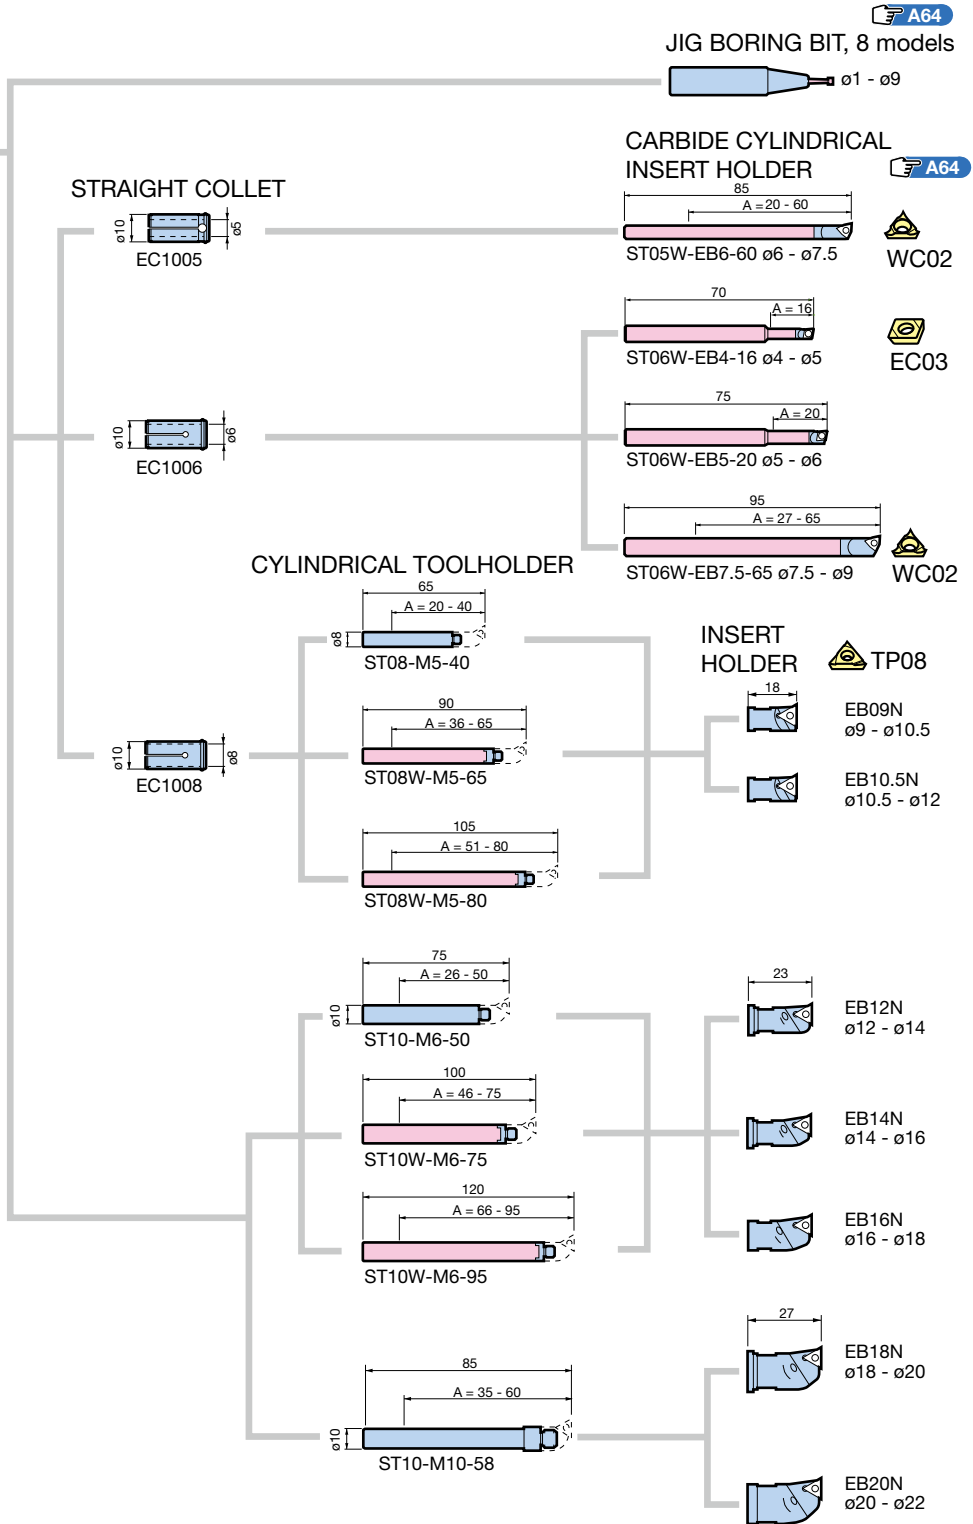 A64
JIG BORING BIT, 8 models
ø1 - ø9
CARBIDE CYLINDRICAL
INSERT HOLDER
A64
STRAIGHT COLLET
ø10
ø5
EC1005
85
A = 20 - 60
ST05W-EB6-60 ø6 - ø7.5
WC02
70
A = 16
ST06W-EB4-16 ø4 - ø5
EC03
ø10
ø6
EC1006
75
A = 20
ST06W-EB5-20 ø5 - ø6
95
A = 27 - 65
ST06W-EB7.5-65 ø7.5 - ø9
WC02
CYLINDRICAL TOOLHOLDER
65
A = 20 - 40
ø8
ST08-M5-40
INSERT
HOLDER
TP08
90
A = 36 - 65
ST08W-M5-65
18
EB09N
ø9 - ø10.5
ø10
ø8
EC1008
EB10.5N
ø10.5 - ø12
105
A = 51 - 80
ST08W-M5-80
75
A = 26 - 50
ø10
ST10-M6-50
23
EB12N
ø12 - ø14
100
A = 46 - 75
ST10W-M6-75
EB14N
ø14 - ø16
120
A = 66 - 95
ST10W-M6-95
EB16N
ø16 - ø18
27
EB18N
ø18 - ø20
85
A = 35 - 60
ø10
ST10-M10-58
EB20N
ø20 - ø22